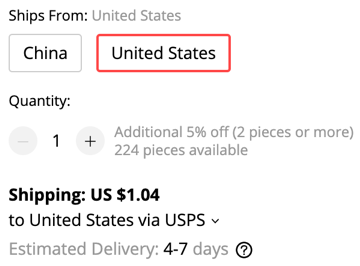 Ships From: United States
China United States
Quantity:
1 Additional 5% off (2 pieces or more)
224 pieces available
Shipping: US $1.04
to United States via USPS
Estimated Delivery: 4-7 days ?